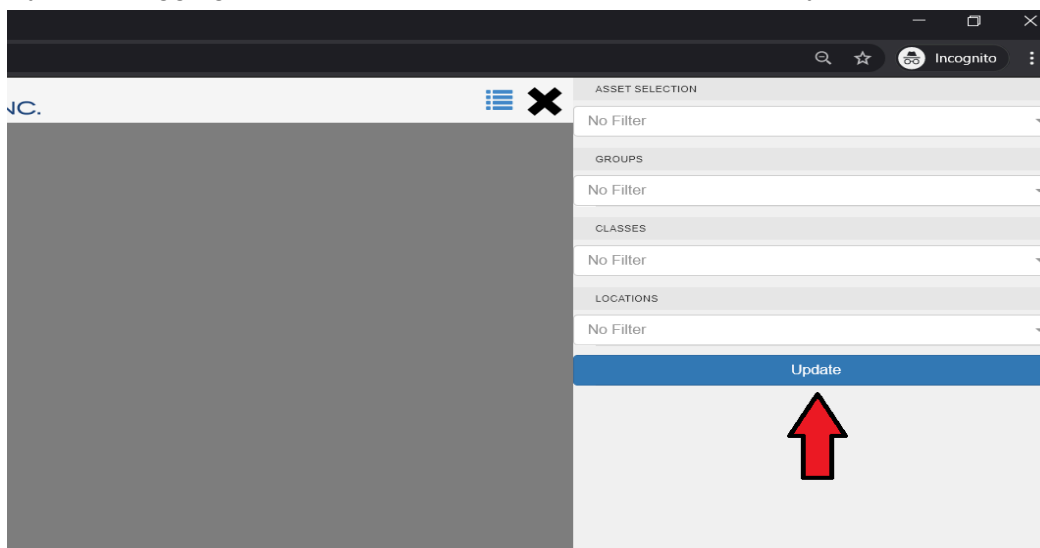 Incognito
NC.
ASSET SELECTION
No Filter
GROUPS
No Filter
CLASSES
No Filter
LOCATIONS
No Filter
Update